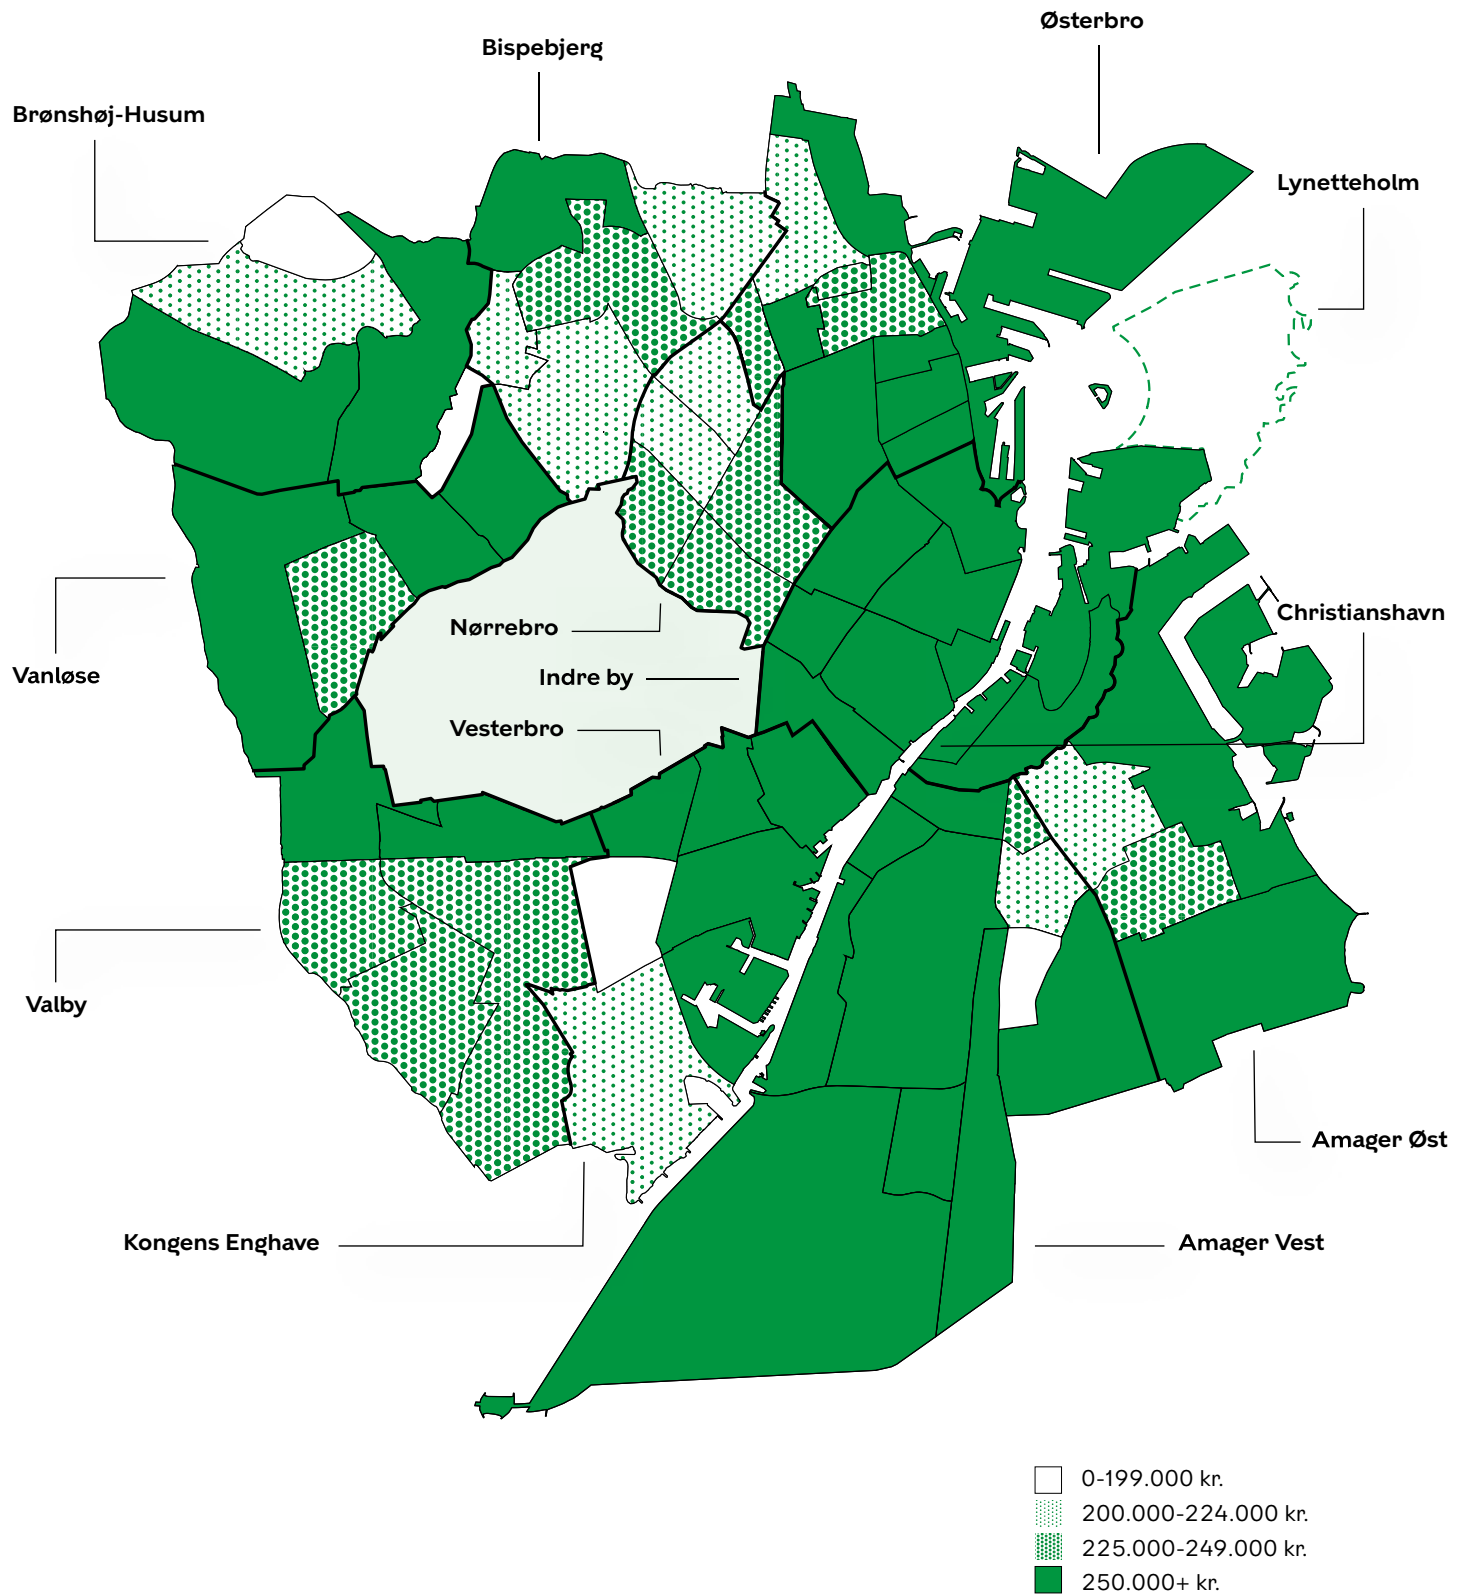 Østerbro
Bispebjerg
Brønshøj-Husum
Lynetteholm
Christianshavn
Nørrebro
Vanløse
Indre by
Vesterbro
Valby
Amager Øst
Kongens Enghave
Amager Vest
0-199.000 kr.
200.000-224.000 kr.
225.000-249.000 kr.
250.000+ kr.